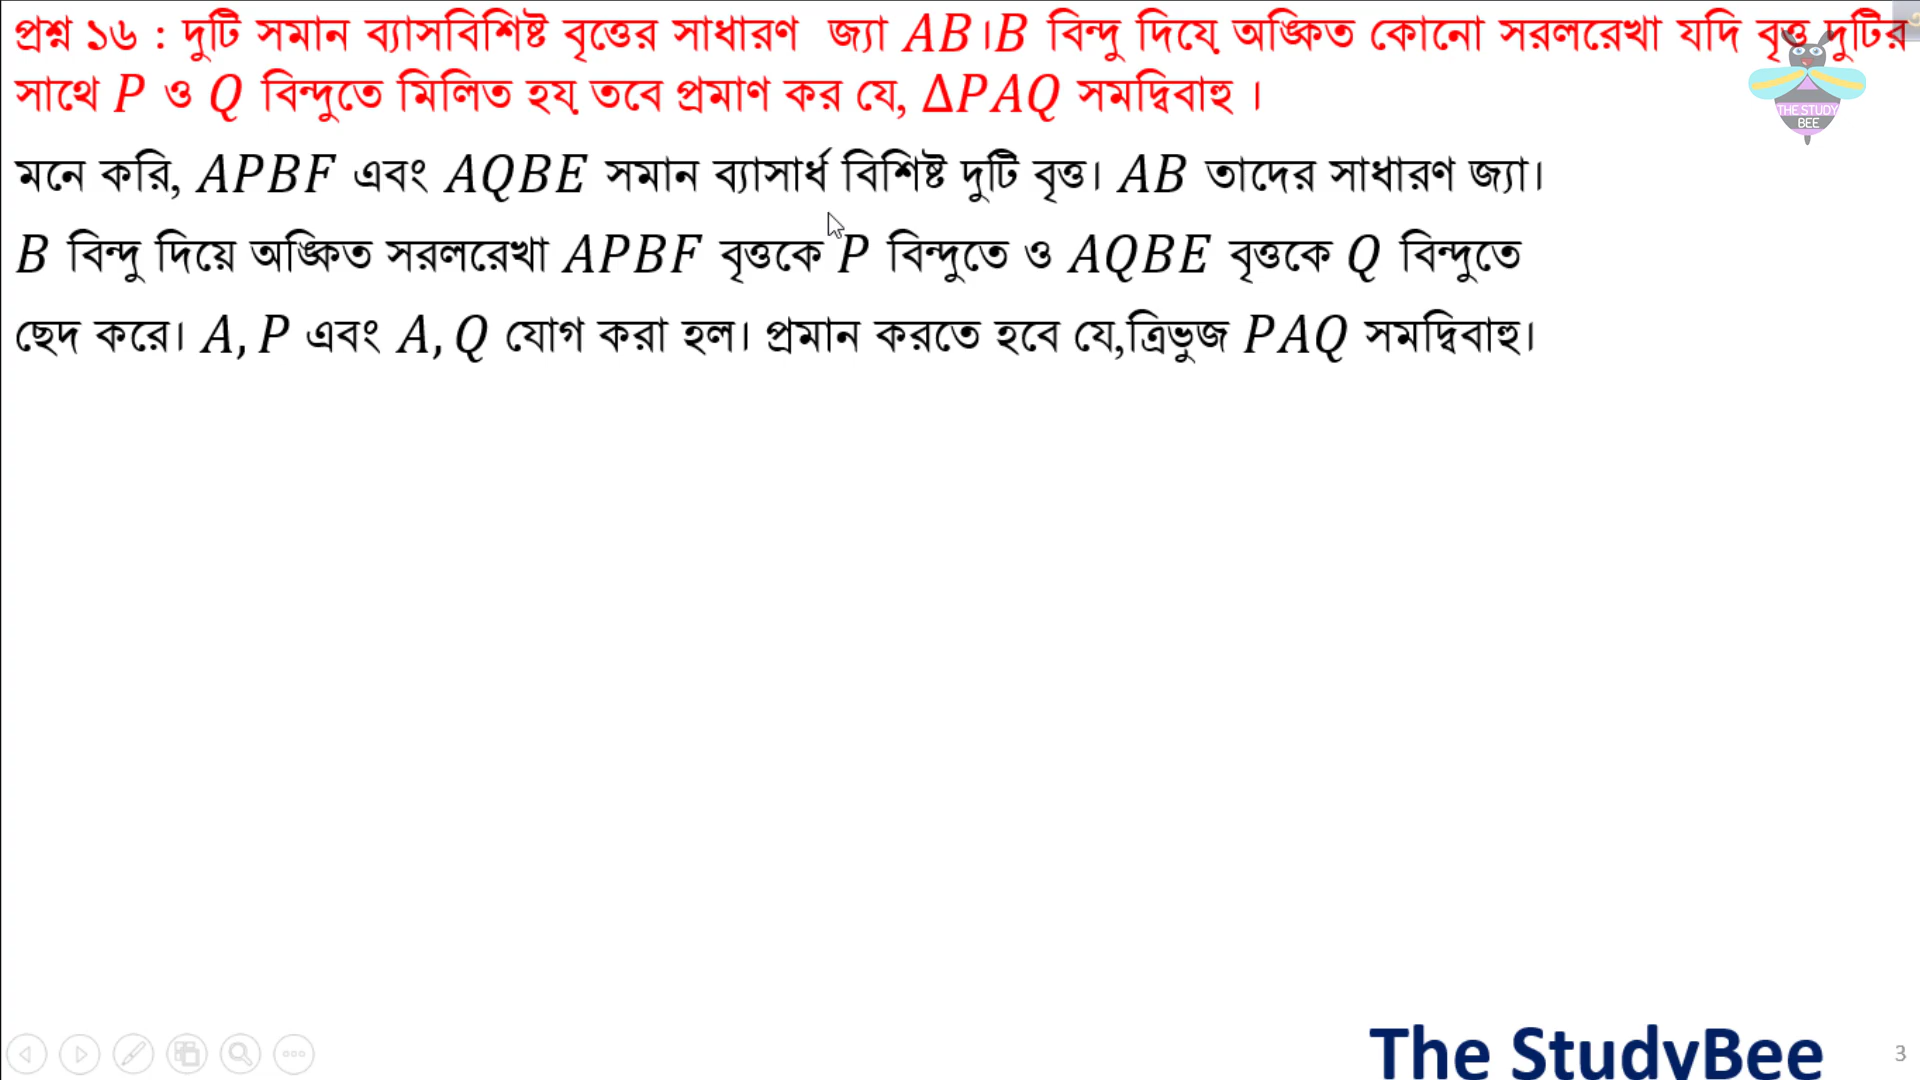 প্রশ্ন ১৬ : দুটি সমান ব্যাসবিশিষ্ট বৃত্তের সাধারণ জ্যা AB।B বিন্দু দিয়ে অঙ্কিত কোনো সরলরেখা যদি বৃত্ত দুটির
সাথে P ও Q বিন্দুতে মিলিত হয় তবে প্রমাণ কর যে, ΔPAQ সমদ্বিবাহু ।
THE STUDY
BEE
মনে করি, APBF এবং AQBE সমান ব্যাসার্ধ বিশিষ্ট দুটি বৃত্ত। AB তাদের সাধারণ জ্যা।
B বিন্দু দিয়ে অঙ্কিত সরলরেখা APBF বৃত্তকে P বিন্দুতে ও AQBE বৃত্তকে Q বিন্দুতে
ছেদ করে। A, P এবং A, Q যোগ করা হল। প্রমান করতে হবে যে,ত্রিভুজ PAQ সমদ্বিবাহু।
The StudyBee
3